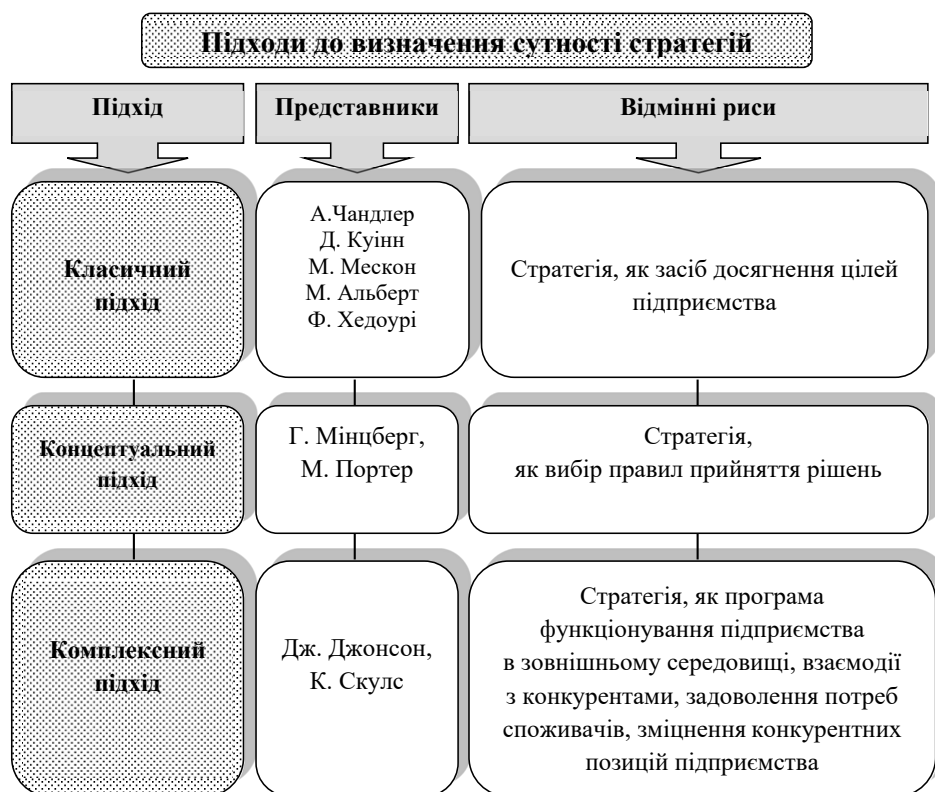 Підходи до визначення сутності стратегій
Підхід
Представники
Відмінні риси
Класичний
підхід
А.Чандлер
Д. Куінн
М. Мескон
М. Альберт
Ф. Хедоурі
Стратегія, як засіб досягнення цілей
підприємства
Концептуальний
підхід
Г. Мінцберг,
М. Портер
Стратегія,
як вибір правил прийняття рішень
Комплексний
підхід
Дж. Джонсон,
К. Скулс
Стратегія, як програма
функціонування підприємства
в зовнішньому середовищі, взаємодії
з конкурентами, задоволення потреб
споживачів, зміцнення конкурентних
позицій підприємства